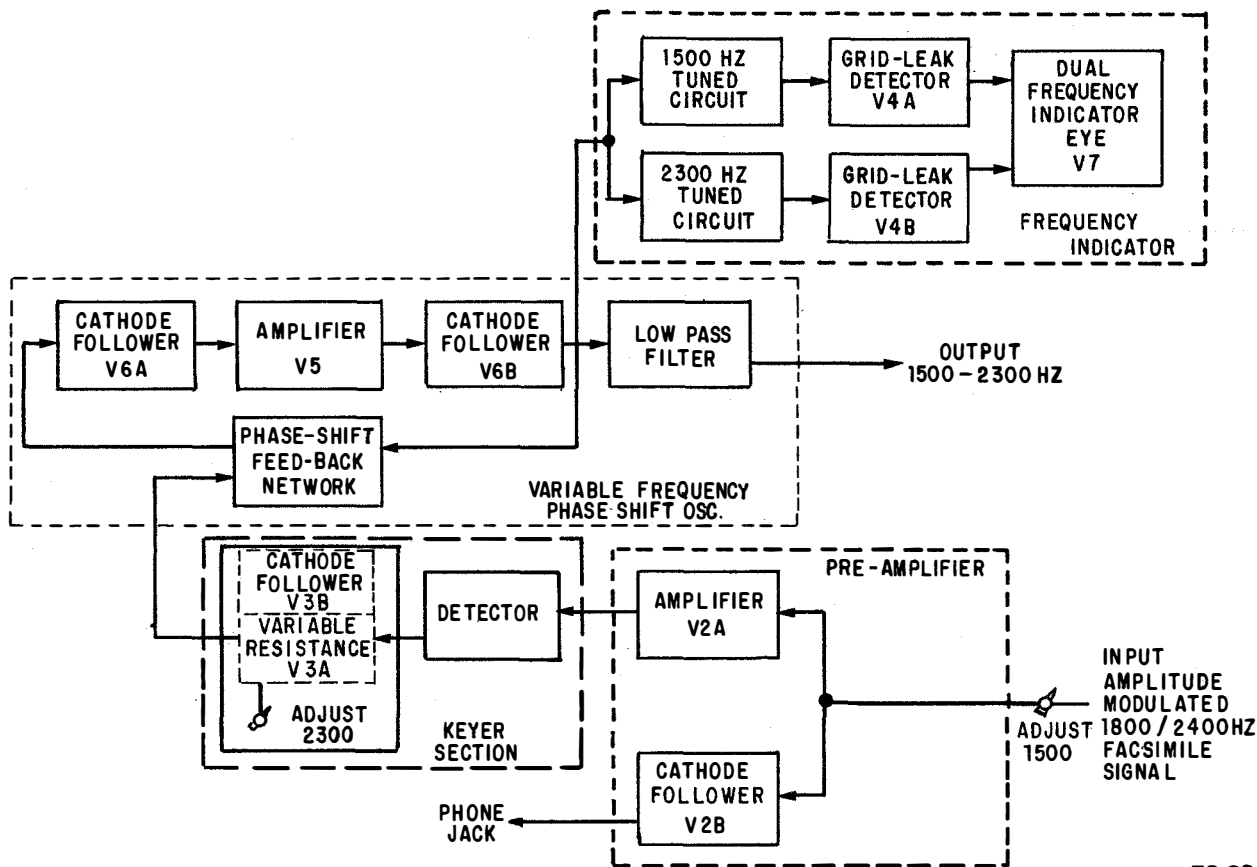 1500 HZ
TUNED
CIRCUIT
GRID-LEAK
DETECTOR
V4A
DUAL
FREQUENCY
INDICATOR
EYE
V7
2300 HZ
TUNED
CIRCUIT
GRID-LEAK
DETECTOR
V4B
FREQUENCY
INDICATOR
CATHODE
FOLLOWER
V6A
AMPLIFIER
V5
CATHODE
FOLLOWER
V6B
LOW PASS
FILTER
OUTPUT
1500-2300 HZ
PHASE-SHIFT
FEED-BACK
NETWORK
VARIABLE FREQUENCY
PHASE SHIFT OSC.
CATHODE
FOLLOWER
V3B
VARIABLE
RESISTANCE
V3A
ADJUST
2300
DETECTOR
KEYER
SECTION
PRE-AMPLIFIER
AMPLIFIER
V2A
CATHODE
FOLLOWER
V2B
PHONE
JACK
ADJUST
1500
INPUT
AMPLITUDE
MODULATED
1800/2400HZ
FACSIMILE
SIGNAL